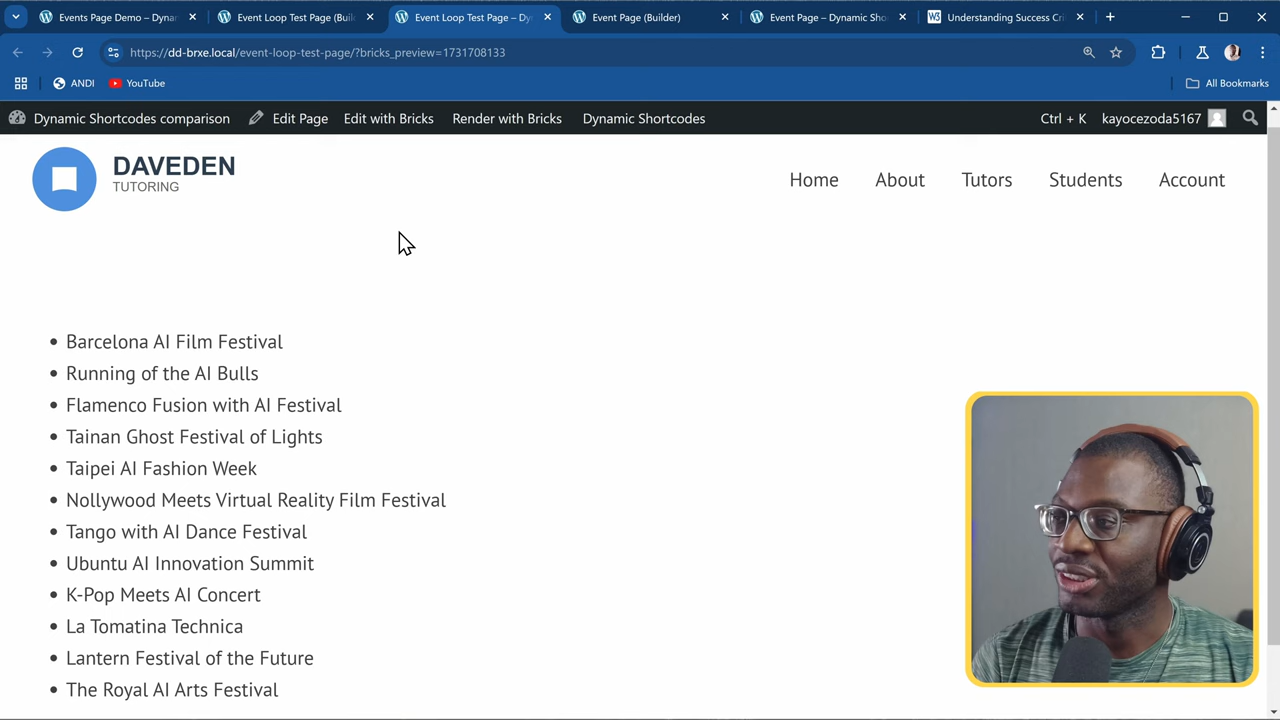 Events Page Demo – Dynar
Event Loop Test Page (Buil
Event Loop Test Page – Dy
Event Page (Builder)
Event Page – Dynamic Sho
Understanding Success Cri
https://dd-brxe.local/event-loop-test-page/?bricks_preview=1731708133
ANDI
YouTube
All Bookmarks
Dynamic Shortcodes comparison
Edit Page
Edit with Bricks
Render with Bricks
Dynamic Shortcodes
Ctrl + K
kayocezoda5167
DAVEDEN
TUTORING
Home
About
Tutors
Students
Account
• Barcelona AI Film Festival
• Running of the AI Bulls
• Flamenco Fusion with AI Festival
• Tainan Ghost Festival of Lights
• Taipei AI Fashion Week
• Nollywood Meets Virtual Reality Film Festival
• Tango with AI Dance Festival
• Ubuntu AI Innovation Summit
• K-Pop Meets AI Concert
• La Tomatina Technica
• Lantern Festival of the Future
• The Royal AI Arts Festival